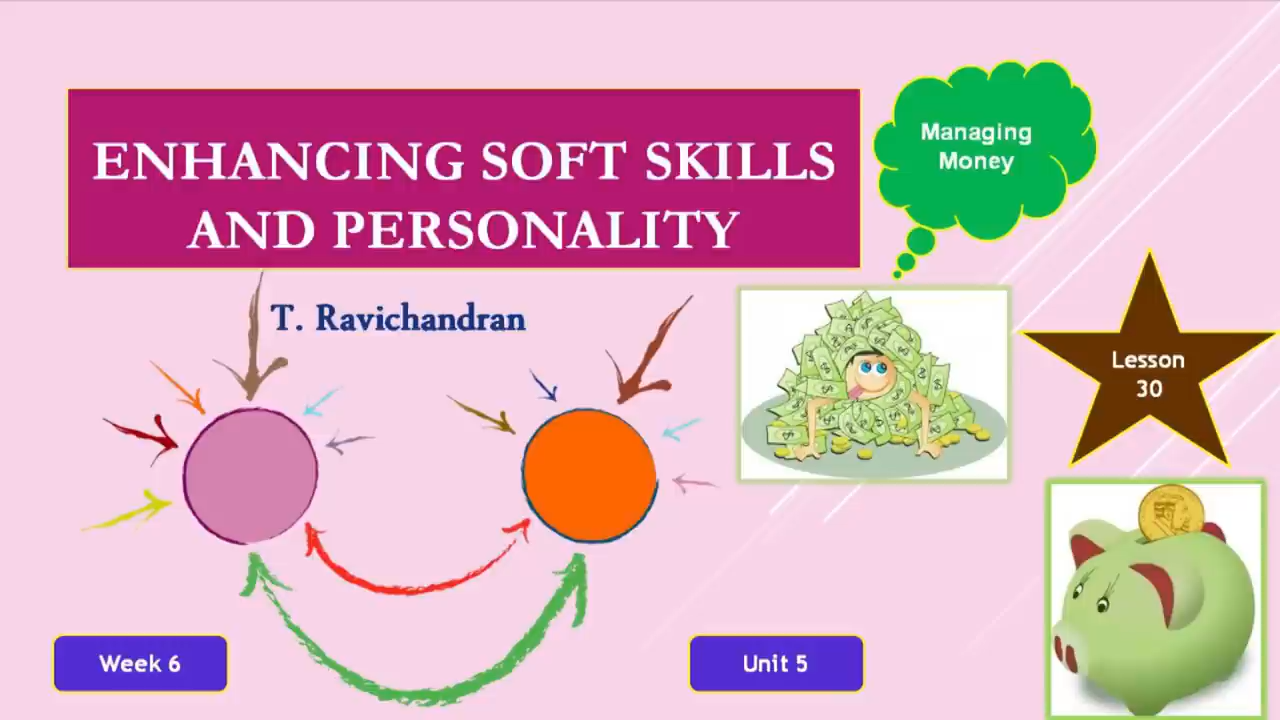 ENHANCING SOFT SKILLS
AND PERSONALITY
T. Ravichandran
Managing
Money
Lesson
30
Week 6
Unit 5